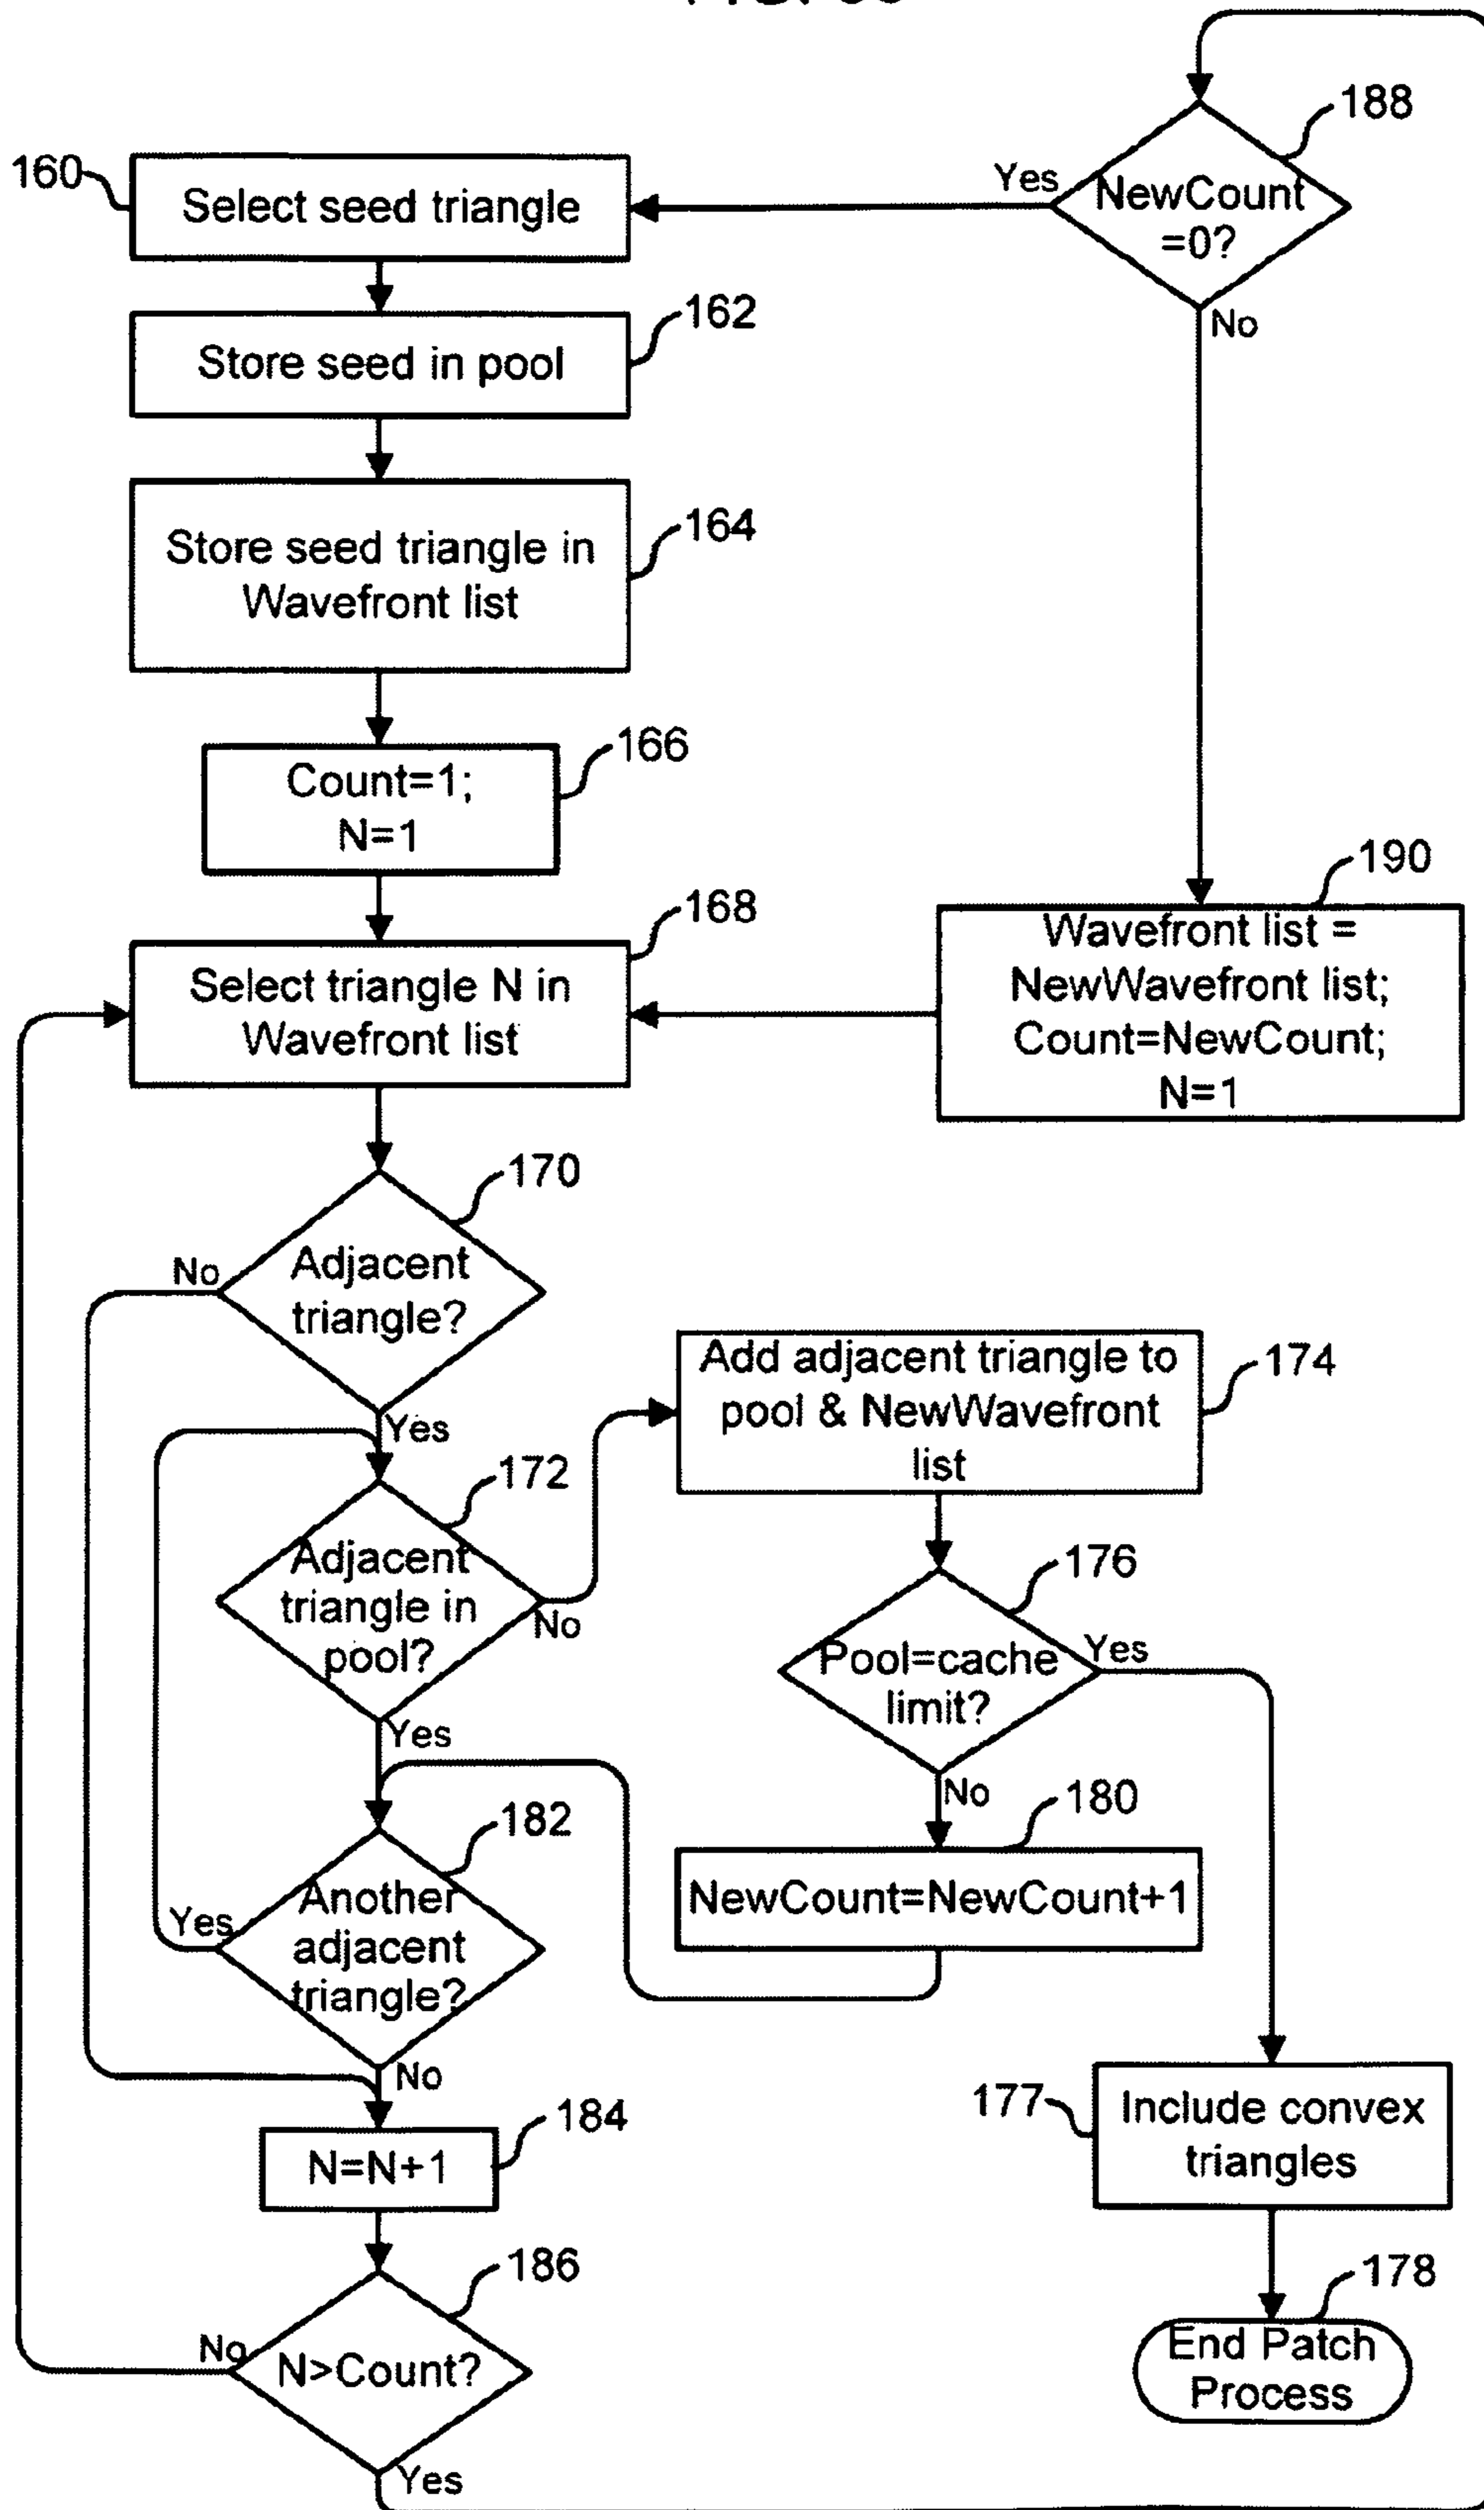 188
Yes
NewCount
=0?
No
160
Select seed triangle
162
Store seed in pool
164
Store seed triangle in
Wavefront list
166
Count=1;
N=1
168
Select triangle N in
Wavefront list
190
Wavefront list =
NewWavefront list;
Count=NewCount;
N=1
170
No
Adjacent
triangle?
Yes
172
Adjacent
triangle in
pool?
No
Yes
174
Add adjacent triangle to
pool & NewWavefront
list
176
Pool=cache
limit?
Yes
No
180
NewCount=NewCount+1
182
Yes
Another
adjacent
triangle?
No
184
N=N+1
186
No
N>Count?
Yes
177
Include convex
triangles
178
End Patch
Process